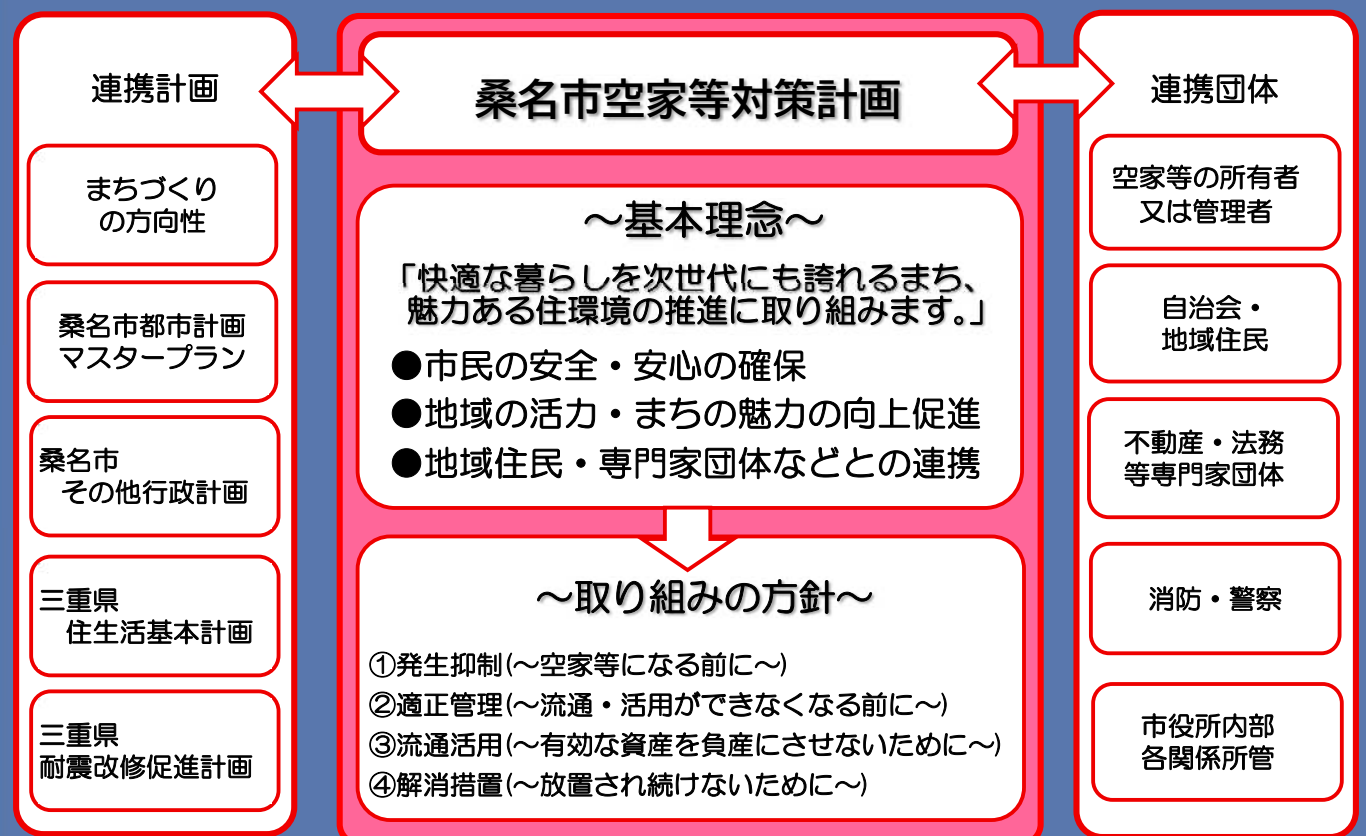 連携計画
まちづくり
の方向性
桑名市都市計画
マスタープラン
桑名市
その他行政計画
三重県
住生活基本計画
三重県
耐震改修促進計画
桑名市空家等対策計画
～基本理念～
「快適な暮らしを次世代にも誇れるまち、
魅力ある住環境の推進に取り組みます。」
●市民の安全・安心の確保
●地域の活力・まちの魅力の向上促進
●地域住民・専門家団体などとの連携
～取り組みの方針～
①発生抑制(～空家等になる前に～)
②適正管理(～流通・活用ができなくなる前に～)
③流通活用(～有効な資産を負産にさせないために～)
④解消措置(～放置され続けないために～)
連携団体
空家等の所有者
又は管理者
自治会・
地域住民
不動産・法務
等専門家団体
消防・警察
市役所内部
各関係所管